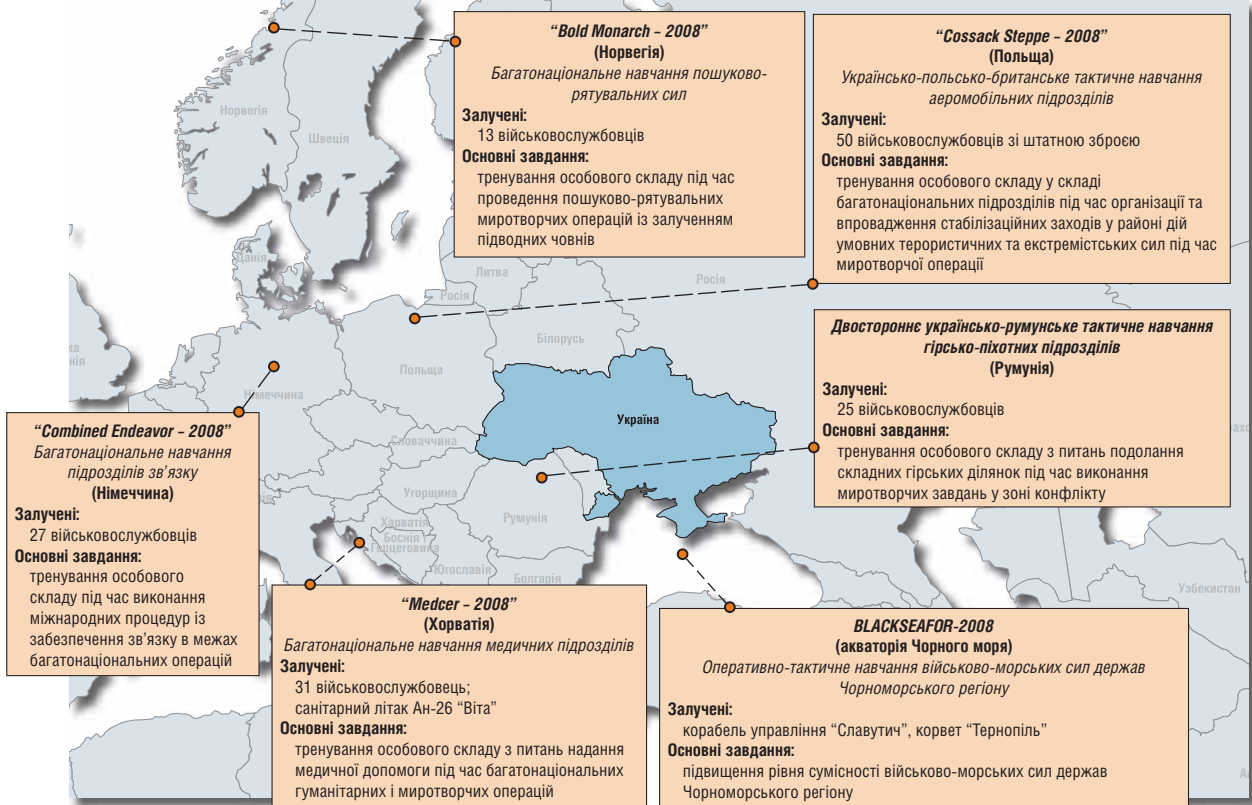 “Bold Monarch – 2008”
(Норвегія)
Багатонаціональне навчання пошуково-
рятувальних сил
Залучені:
13 військовослужбовців
Основні завдання:
тренування особового складу під час
проведення пошуково-рятувальних
миротворчих операцій із залученням
підводних човнів
“Cossack Steppe – 2008”
(Польща)
Українсько-польсько-британське тактичне навчання
аеромобільних підрозділів
Залучені:
50 військовослужбовців зі штатною зброєю
Основні завдання:
тренування особового складу у складі
багатонаціональних підрозділів під час організації та
впровадження стабілізаційних заходів у районі дій
умовних терористичних та екстремістських сил під час
миротворчої операції
Норвегія
Швеція
Данія
Литва
Росія
Росія
Білорусь
Польща
Німеччина
Україна
Словаччина
Угорщина
Румунія
Харватія
Боснія і
Герцеговина
Югославія
Болгарія
Узбекистан
Двостороннє українсько-румунське тактичне навчання
гірсько-піхотних підрозділів
(Румунія)
Залучені:
25 військовослужбовців
Основні завдання:
тренування особового складу з питань подолання
складних гірських ділянок під час виконання
миротворчих завдань у зоні конфлікту
“Combined Endeavor – 2008”
Багатонаціональне навчання
підрозділів зв’язку
(Німеччина)
Залучені:
27 військовослужбовців
Основні завдання:
тренування особового
складу під час виконання
міжнародних процедур із
забезпечення зв’язку в межах
багатонаціональних операцій
“Medcer – 2008”
(Хорватія)
Багатонаціональне навчання медичних підрозділів
Залучені:
31 військовослужбовець;
санітарний літак Ан-26 “Віта”
Основні завдання:
тренування особового складу з питань надання
медичної допомоги під час багатонаціональних
гуманітарних і миротворчих операцій
BLACKSEAFOR-2008
(акваторія Чорного моря)
Оперативно-тактичне навчання військово-морських сил держав
Чорноморського регіону
Залучені:
корабель управління “Славутич”, корвет “Тернопіль”
Основні завдання:
підвищення рівня сумісності військово-морських сил держав
Чорноморського регіону